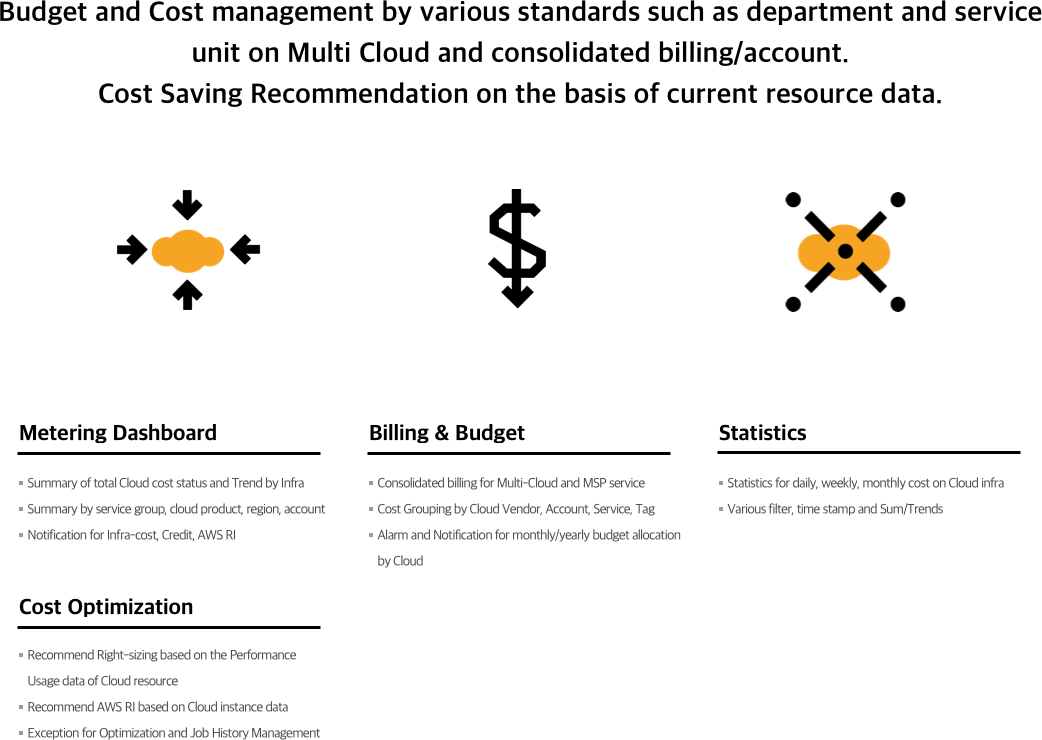 Budget and Cost management by various standards such as department and service
unit on Multi Cloud and consolidated billing/account.
Cost Saving Recommendation on the basis of current resource data.
Metering Dashboard
▪ Summary of total Cloud cost status and Trend by Infra
▪ Summary by service group, cloud product, region, account
▪ Notification for Infra-cost, Credit, AWS RI
Billing & Budget
▪ Consolidated billing for Multi-Cloud and MSP service
▪ Cost Grouping by Cloud Vendor, Account, Service, Tag
▪ Alarm and Notification for monthly/yearly budget allocation
by Cloud
Statistics
▪ Statistics for daily, weekly, monthly cost on Cloud infra
▪ Various filter, time stamp and Sum/Trends
Cost Optimization
▪ Recommend Right-sizing based on the Performance
Usage data of Cloud resource
▪ Recommend AWS RI based on Cloud instance data
▪ Exception for Optimization and Job History Management